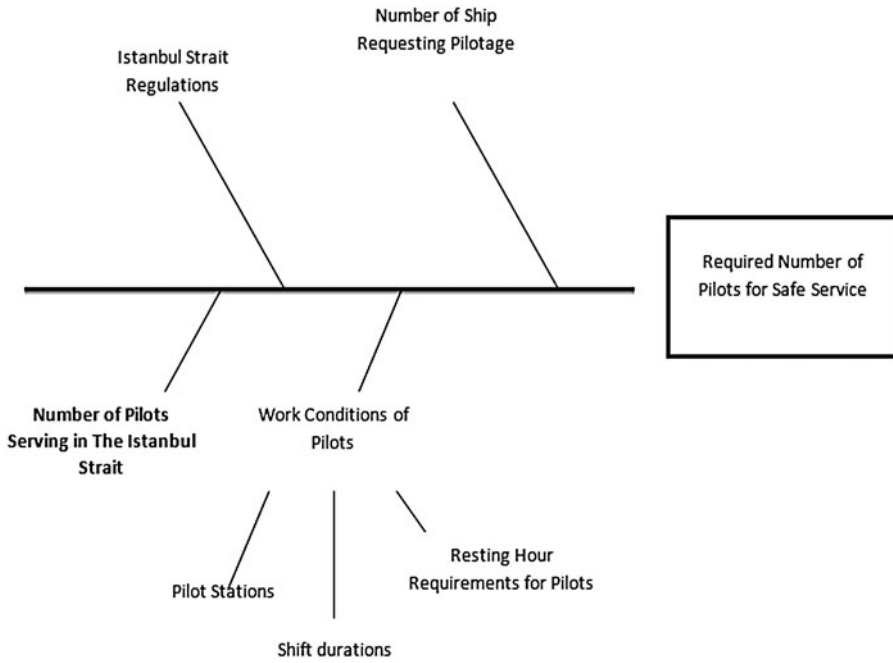 Number of Ship
Requesting Pilotage
Istanbul Strait
Regulations
Required Number of
Pilots for Safe Service
Number of Pilots
Serving in The Istanbul
Strait
Work Conditions of
Pilots
Resting Hour
Requirements for Pilots
Pilot Stations
Shift durations